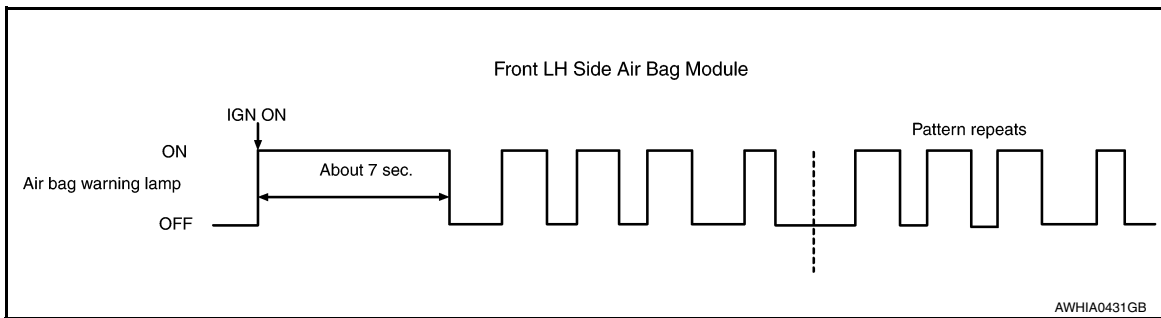 Front LH Side Air Bag Module
IGN ON
Pattern repeats
ON
About 7 sec.
Air bag warning lamp
OFF
AWHIA0431GB